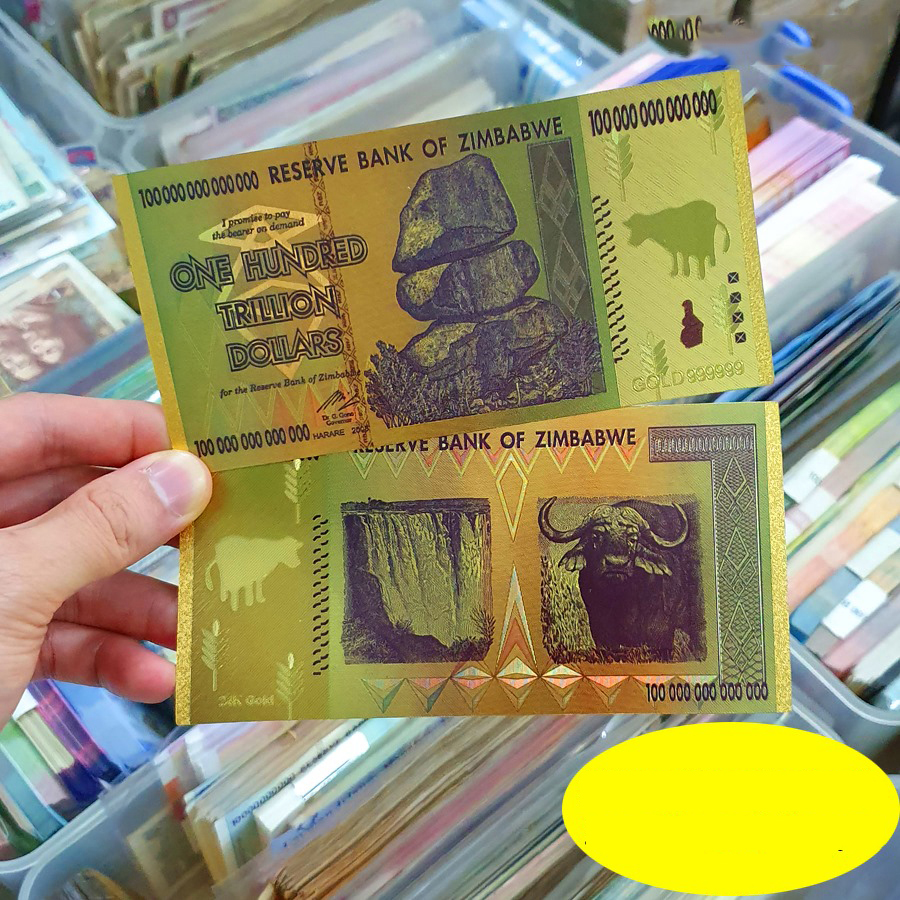 100 000 000 000 000
RESERVE BANK OF ZIMBABWE
100 000 000 000 000
I promise to pay
the bearer on demand
ONE HUNDRED
TRILLION
DOLLARS
for the Reserve Bank of Zimbabwe
Dr. G. Gono
Governor
HARARE
100 000 000 000 000
GOLD 999999
RESERVE BANK OF ZIMBABWE
24k Gold
100 000 000 000 000